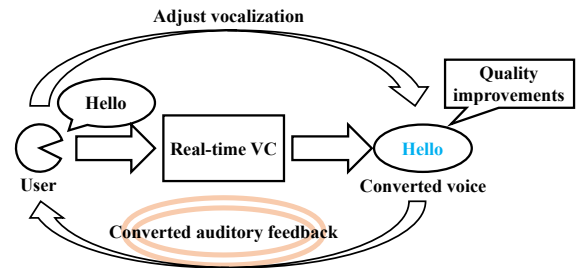 Adjust vocalization
Quality
improvements
Hello
Real-time VC
Hello
User
Converted voice
Converted auditory feedback